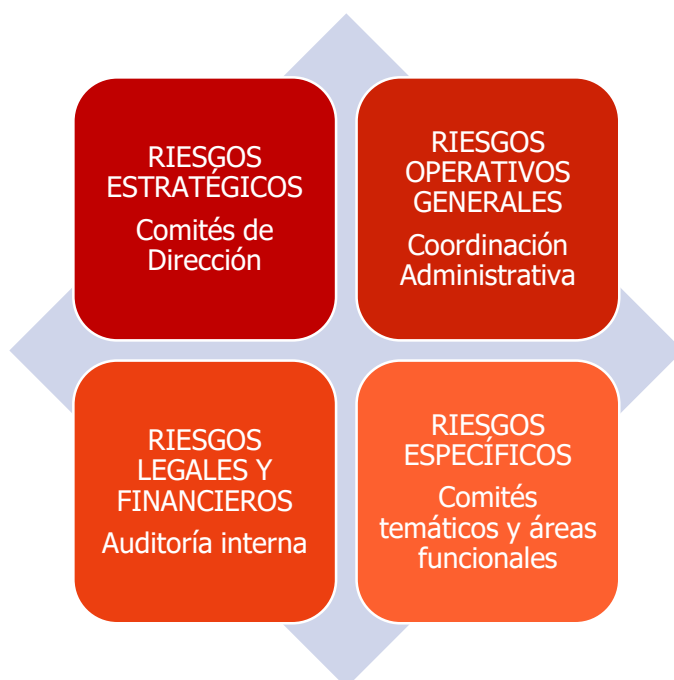 RIESGOS
ESTRATÉGICOS
Comités de
Dirección
RIESGOS
OPERATIVOS
GENERALES
Coordinación
Administrativa
RIESGOS
LEGALES Y
FINANCIEROS
Auditoría interna
RIESGOS
ESPECÍFICOS
Comités
temáticos y áreas
funcionales